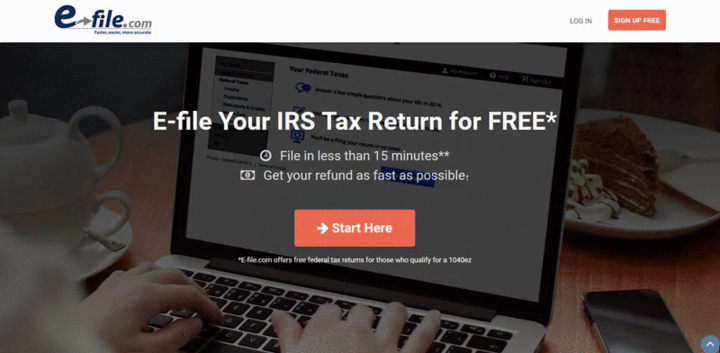 e-file.com
Faster, easier, more accurate
LOG IN
SIGN UP FREE
Your Federal Taxes
My Account
Help
Sign Out
Federal Taxes
Income
Dependents
Deductions & Credits
Answer a few simple questions about your life in 2014.
E-file Your IRS Tax Return for FREE*
File in less than 15 minutes**
Get your refund as fast as possible†
Start Here
*E-file.com offers free federal tax returns for those who qualify for a 1040ez